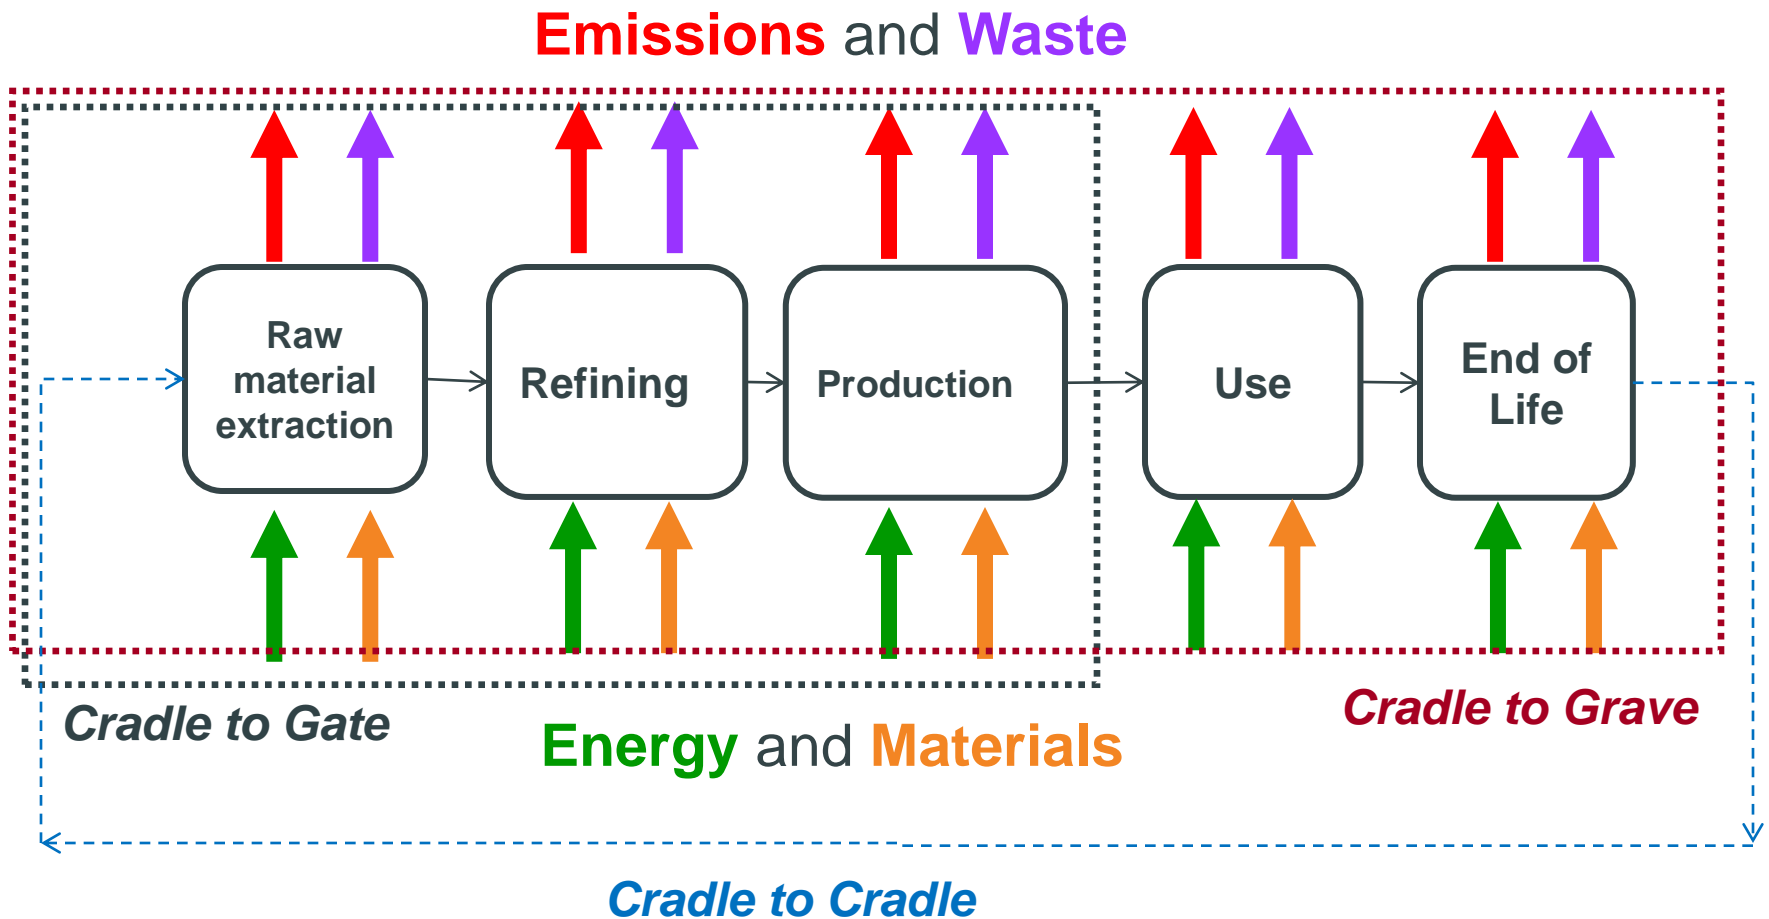 Emissions and Waste
Raw
material
extraction
Refining
Production
Use
End of
Life
Cradle to Gate
Energy and Materials
Cradle to Grave
Cradle to Cradle